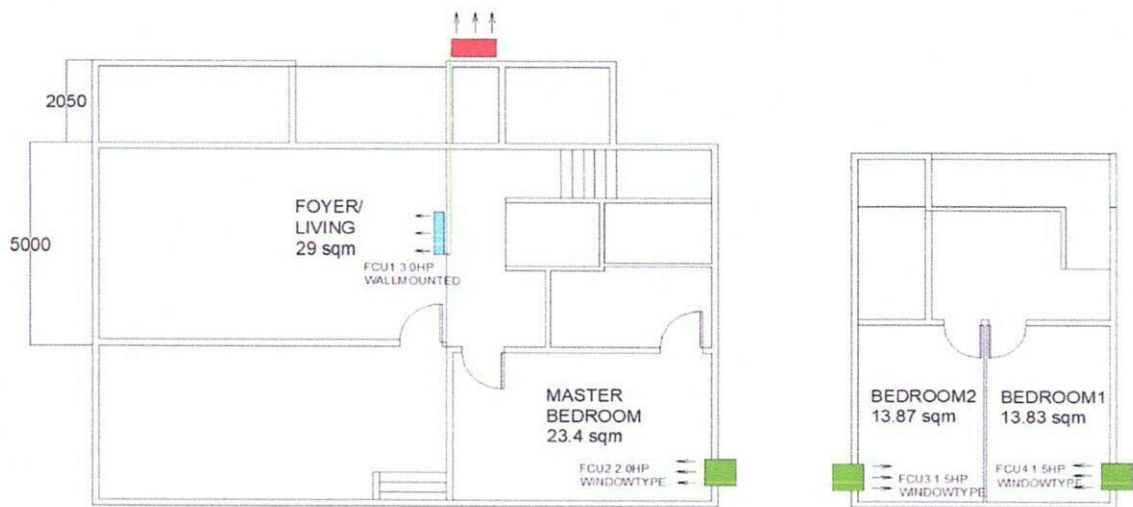 2050
5000
FOYER/
LIVING
29 sqm
FCU1 3.0HP
WALLMOUNTED
MASTER
BEDROOM
23.4 sqm
FCU2 2.0HP
WINDOWTYPE
BEDROOM2
13.87 sqm
FCU3 1.5HP
WINDOWTYPE
BEDROOM1
13.83 sqm
FCU4 1.5HP
WINDOWTYPE